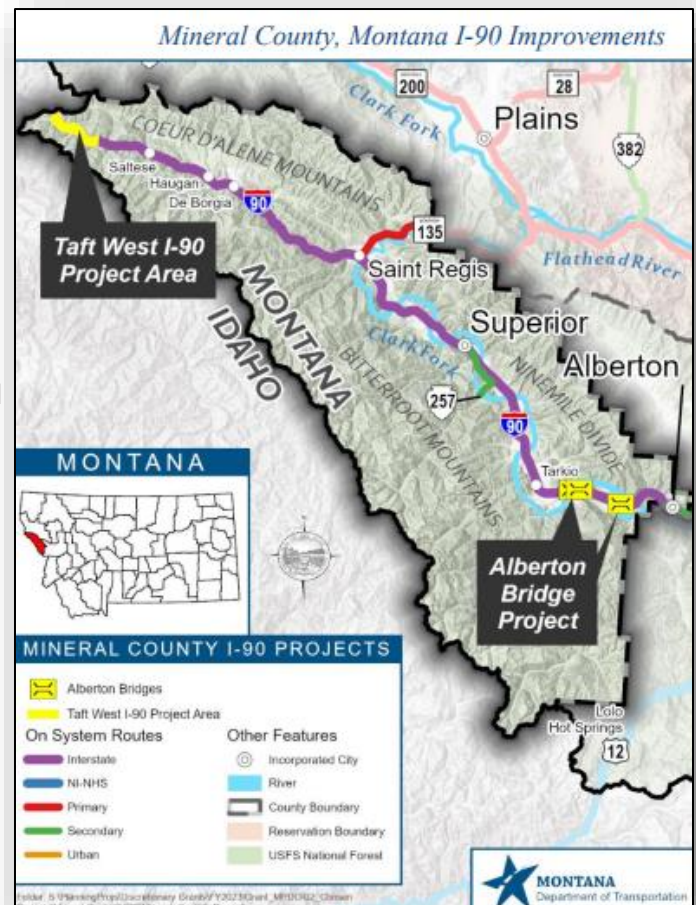 Mineral County, Montana I-90 Improvements
200
28
Clark Fork
Plains
382
COEUR D'ALENE MOUNTAINS
Saltese
Haugan
De Borgia
90
135
Taft West I-90
Project Area
Saint Regis
Flathead River
MONTANA
IDAHO
Superior
Clark Fork
Alberton
BITTERROOT MOUNTAINS
NINEMILE DIVIDE
257
90
Tarkio
MONTANA
Alberton
Bridge
Project
MINERAL COUNTY I-90 PROJECTS
Alberton Bridges
Taft West I-90 Project Area
On System Routes
Interstate
NI-NHS
Primary
Secondary
Urban
Other Features
Incorporated City
River
County Boundary
Reservation Boundary
USFS National Forest
Lolo
Hot Springs
12
MONTANA
Department of Transportation